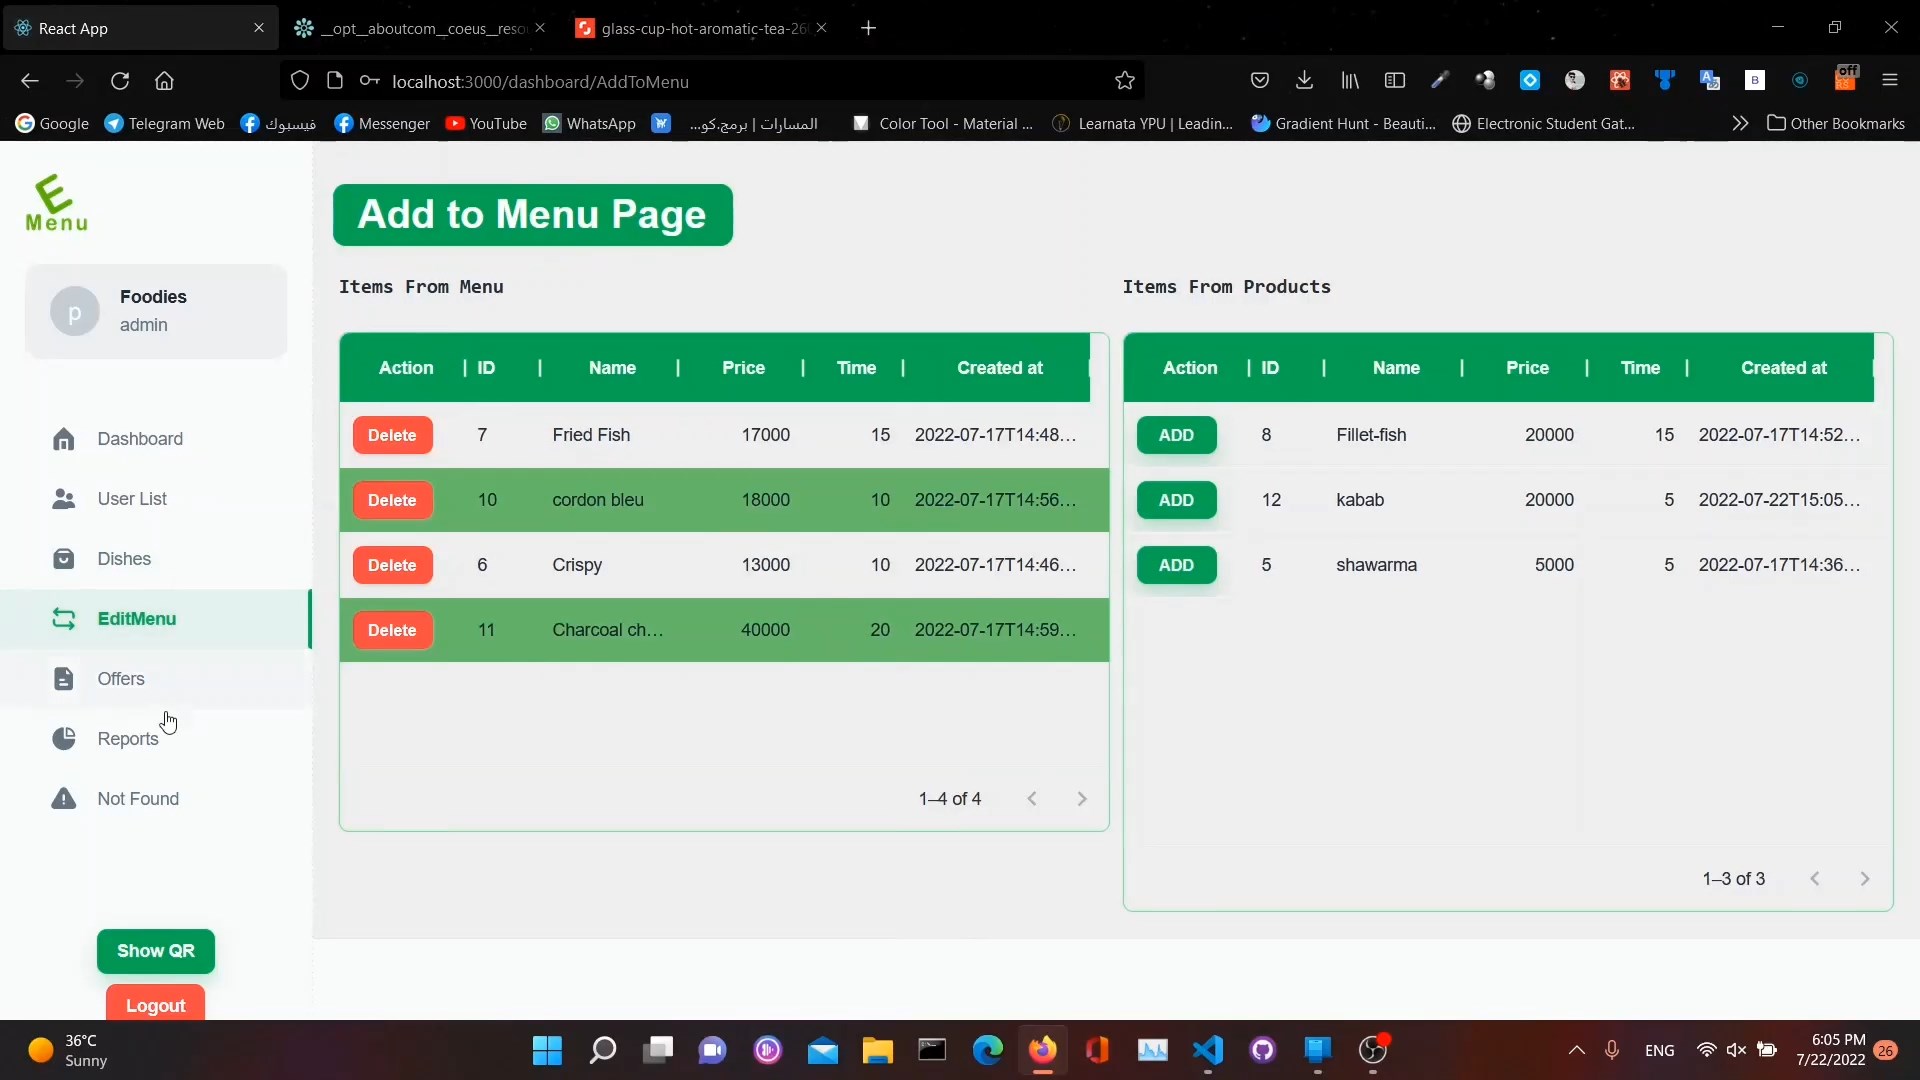 React App
__opt__aboutcom__coeus__reso
glass-cup-hot-aromatic-tea-26
localhost:3000/dashboard/AddToMenu
off
Google
Telegram Web
فيسبوك
Messenger
YouTube
WhatsApp
المسارات | برمج.كو...
Color Tool - Material ...
Learnata YPU | Leadin...
Gradient Hunt - Beauti...
Electronic Student Gat...
Other Bookmarks
E
Menu
p
Foodies
admin
Dashboard
User List
Dishes
EditMenu
Offers
Reports
Not Found
Show QR
Logout
Add to Menu Page
Items From Menu
Action | ID | Name | Price | Time | Created at
Delete 7 Fried Fish 17000 15 2022-07-17T14:48...
Delete 10 cordon bleu 18000 10 2022-07-17T14:56...
Delete 6 Crispy 13000 10 2022-07-17T14:46...
Delete 11 Charcoal ch... 40000 20 2022-07-17T14:59...
1–4 of 4
Items From Products
Action | ID | Name | Price | Time | Created at
ADD 8 Fillet-fish 20000 15 2022-07-17T14:52...
ADD 12 kabab 20000 5 2022-07-22T15:05...
ADD 5 shawarma 5000 5 2022-07-17T14:36...
1–3 of 3
36°C
Sunny
ENG
6:05 PM
7/22/2022
26